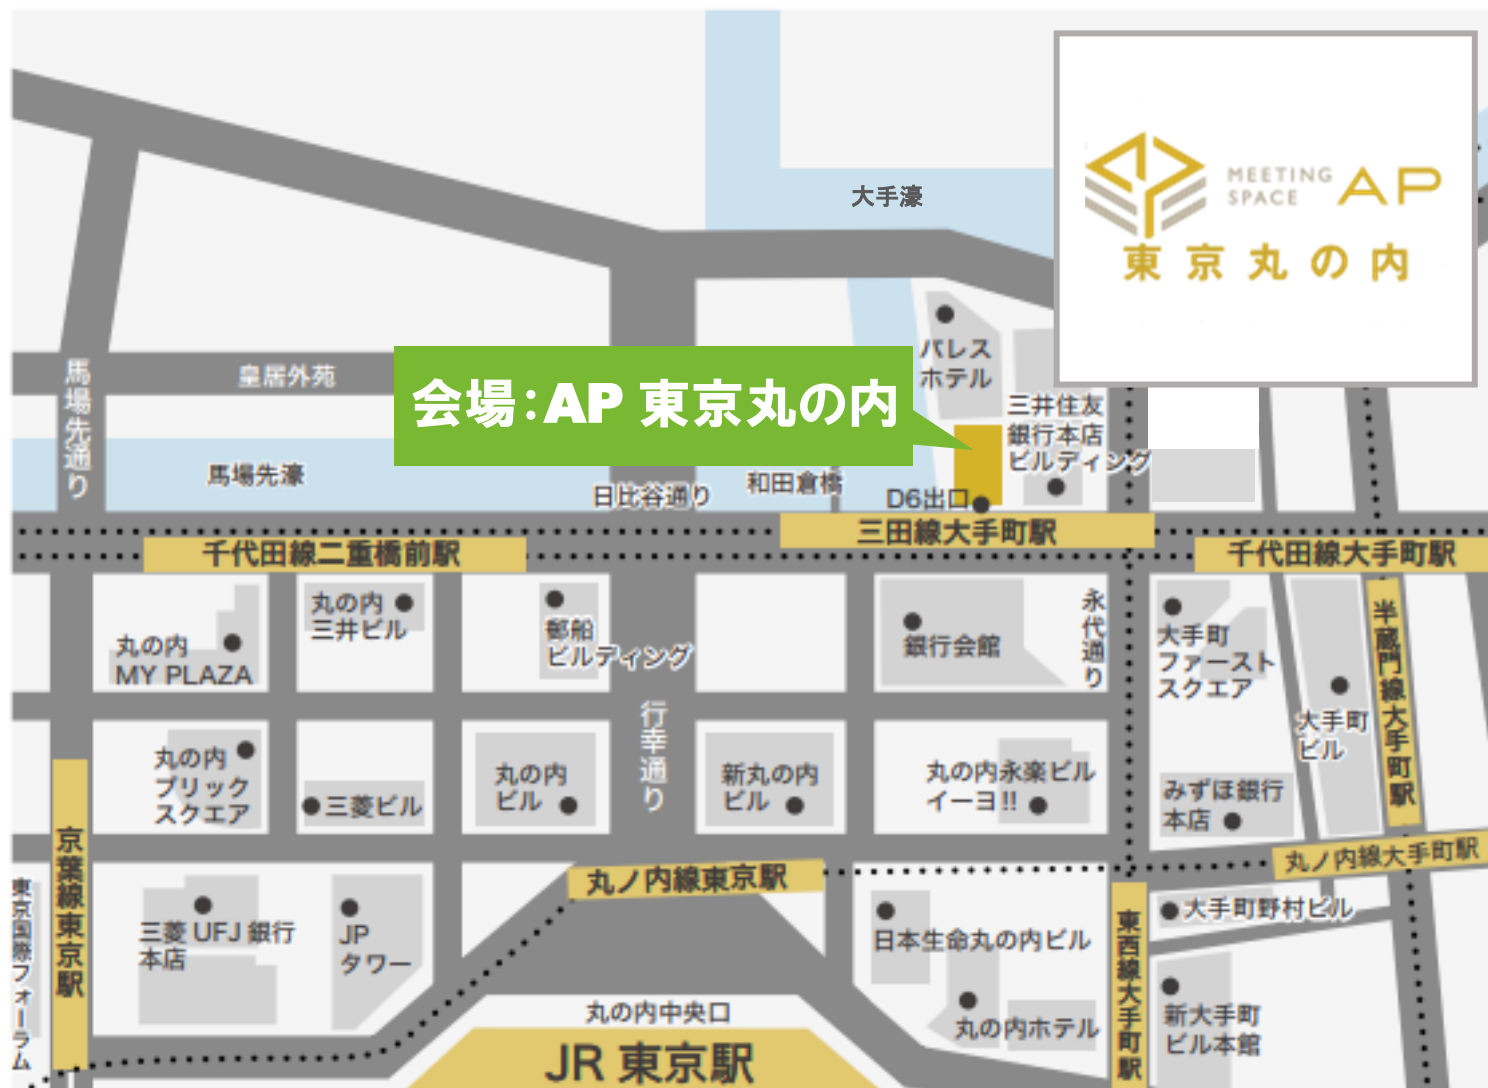 大手濠
MEETING
SPACE
AP
東京丸の内
パレス
ホテル
馬場先通り
皇居外苑
会場：AP 東京丸の内
三井住友
銀行本店
ビルディング
馬場先濠
日比谷通り
和田倉橋
D6出口
三田線大手町駅
千代田線二重橋前駅
千代田線大手町駅
丸の内
三井ビル
郵船
ビルディング
丸の内
MY PLAZA
銀行会館
永代通り
大手町
ファースト
スクエア
半蔵門線大手町駅
大手町
ビル
行幸通り
丸の内
ブリック
スクエア
三菱ビル
丸の内
ビル
新丸の内
ビル
丸の内永楽ビル
イーヨ!!
みずほ銀行
本店
京葉線東京駅
丸ノ内線東京駅
丸ノ内線大手町駅
東京国際フォーラム
三菱 UFJ 銀行
本店
JP
タワー
日本生命丸の内ビル
東西線大手町駅
大手町野村ビル
丸の内中央口
丸の内ホテル
新大手町
ビル本館
JR 東京駅